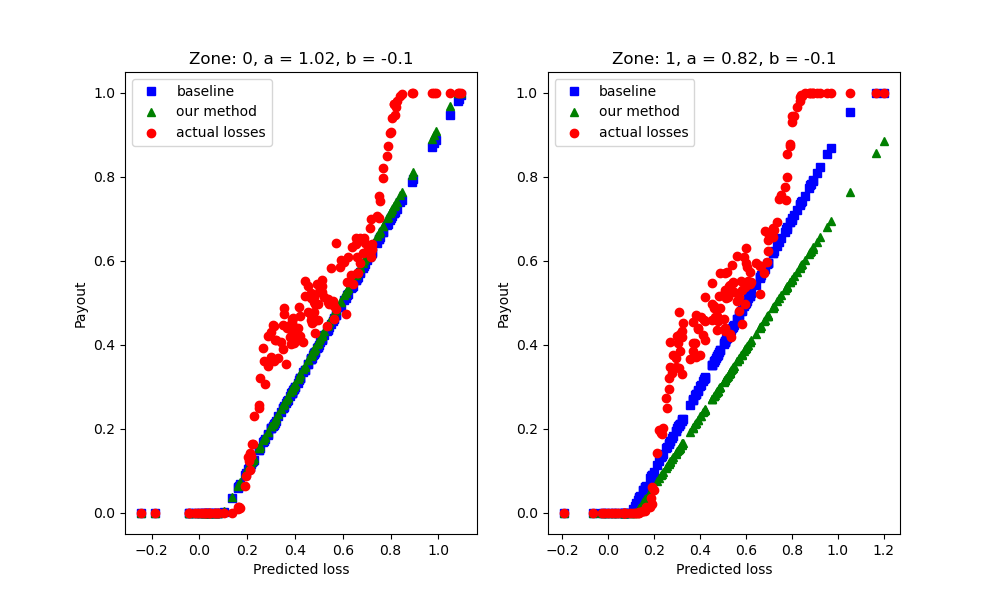 Zone: 0, a = 1.02, b = -0.1
baseline
our method
actual losses
1.0
0.8
0.6
0.4
0.2
0.0
Payout
−0.2 0.0 0.2 0.4 0.6 0.8 1.0
Predicted loss
Zone: 1, a = 0.82, b = -0.1
baseline
our method
actual losses
1.0
0.8
0.6
0.4
0.2
0.0
Payout
−0.2 0.0 0.2 0.4 0.6 0.8 1.0 1.2
Predicted loss